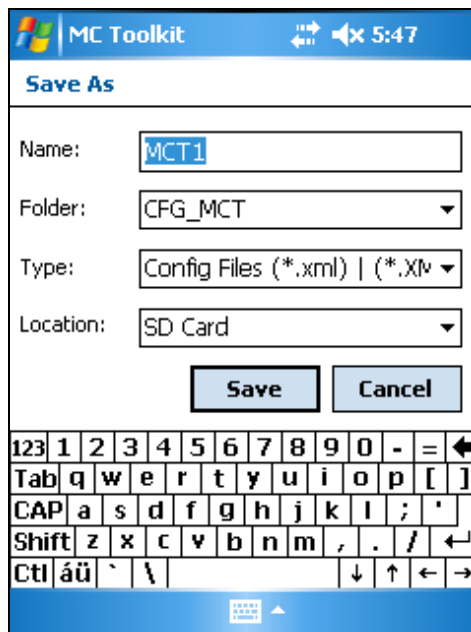 MC Toolkit 5:47
Save As
Name: MCT1
Folder: CFG_MCT
Type: Config Files (*.xml) | (*.XM
Location: SD Card
Save Cancel
123 1 2 3 4 5 6 7 8 9 0 - =
Tab q w e r t y u i o p [ ]
CAP a s d f g h j k l ; '
Shift z x c v b n m , . /
Ctl áü ` \